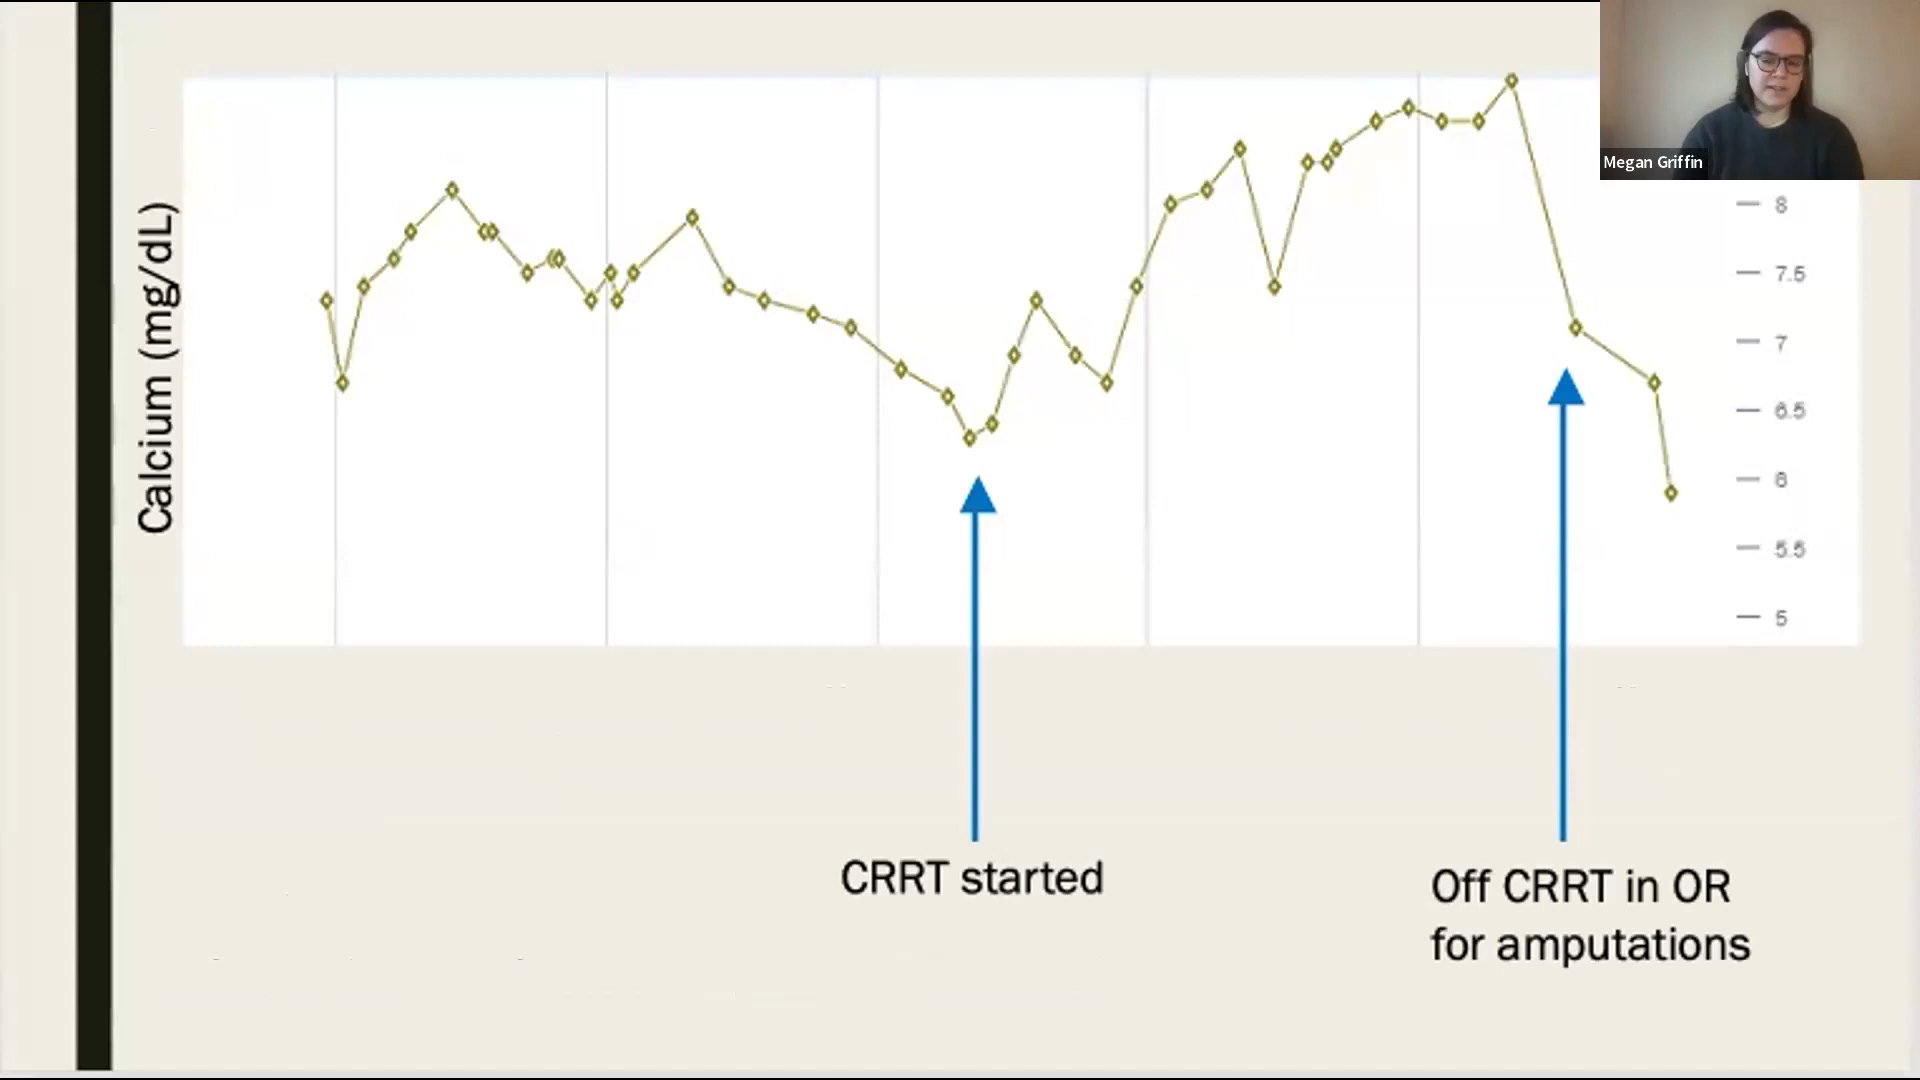 Megan Griffin
Calcium (mg/dL)
8
7.5
7
6.5
6
5.5
5
CRRT started
Off CRRT in OR
for amputations